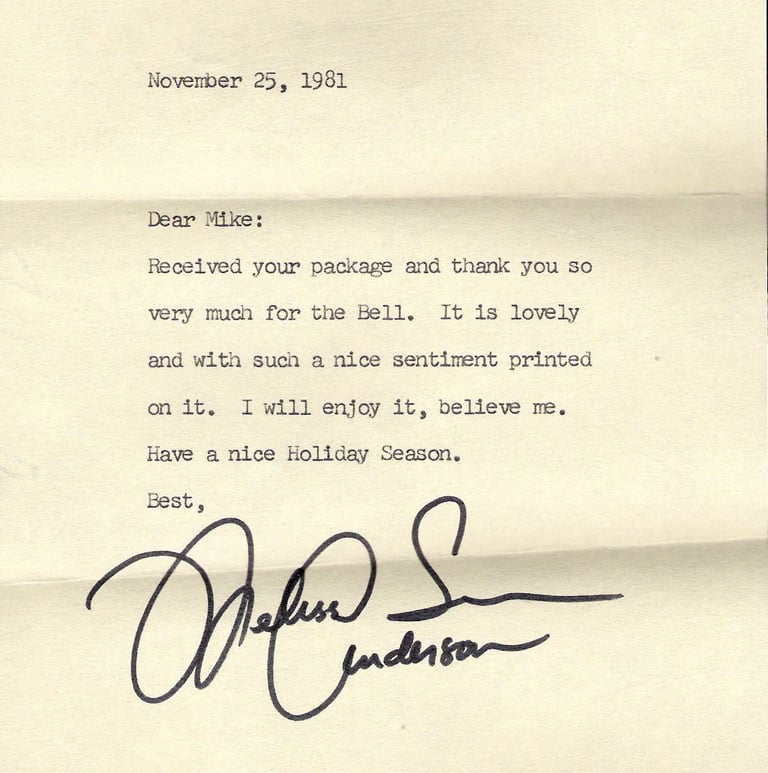 November 25, 1981
Dear Mike:
Received your package and thank you so
very much for the Bell. It is lovely
and with such a nice sentiment printed
on it. I will enjoy it, believe me.
Have a nice Holiday Season.
Best,
Melissa Sue
Anderson